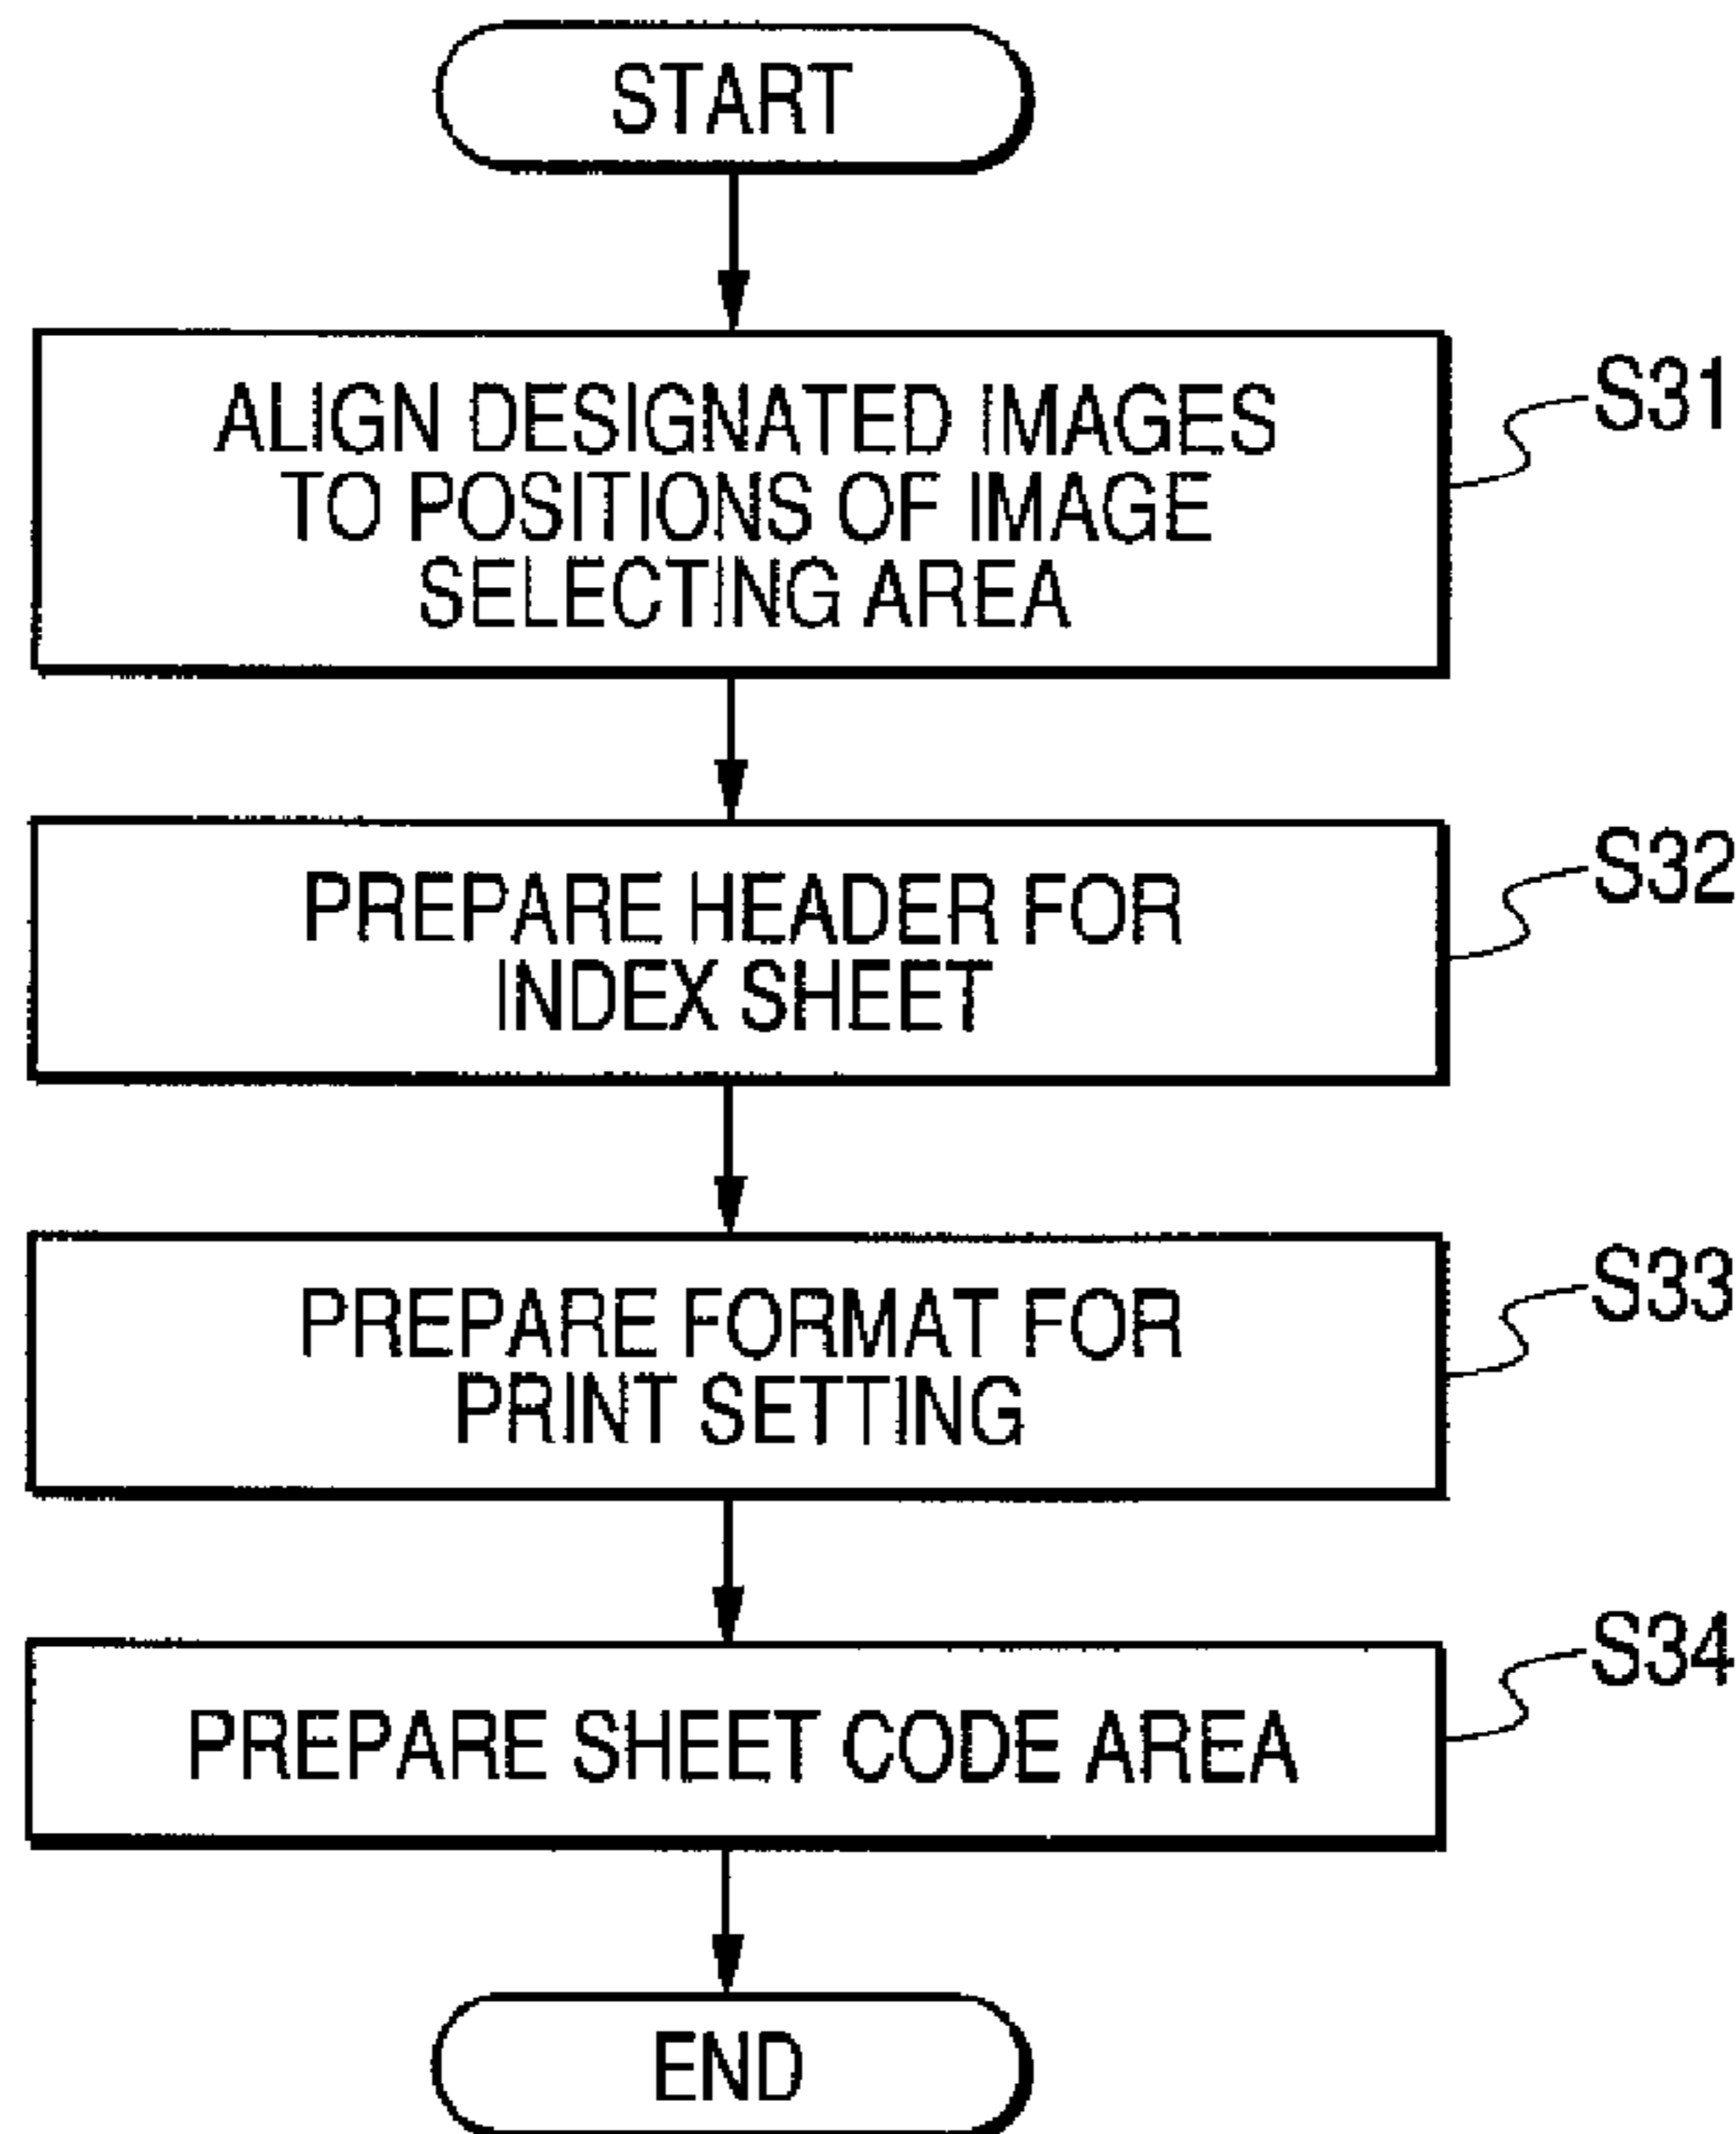 START
ALIGN DESIGNATED IMAGES
TO POSITIONS OF IMAGE
SELECTING AREA
S31
PREPARE HEADER FOR
INDEX SHEET
S32
PREPARE FORMAT FOR
PRINT SETTING
S33
PREPARE SHEET CODE AREA
S34
END